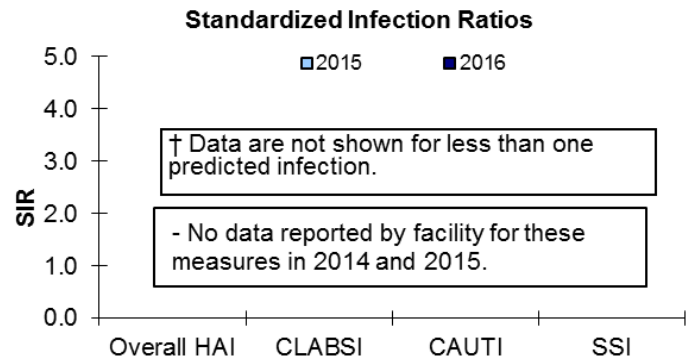 Standardized Infection Ratios
2015 2016
5.0
4.0
3.0
2.0
1.0
0.0
SIR
† Data are not shown for less than one
predicted infection.
- No data reported by facility for these
measures in 2014 and 2015.
Overall HAI CLABSI CAUTI SSI